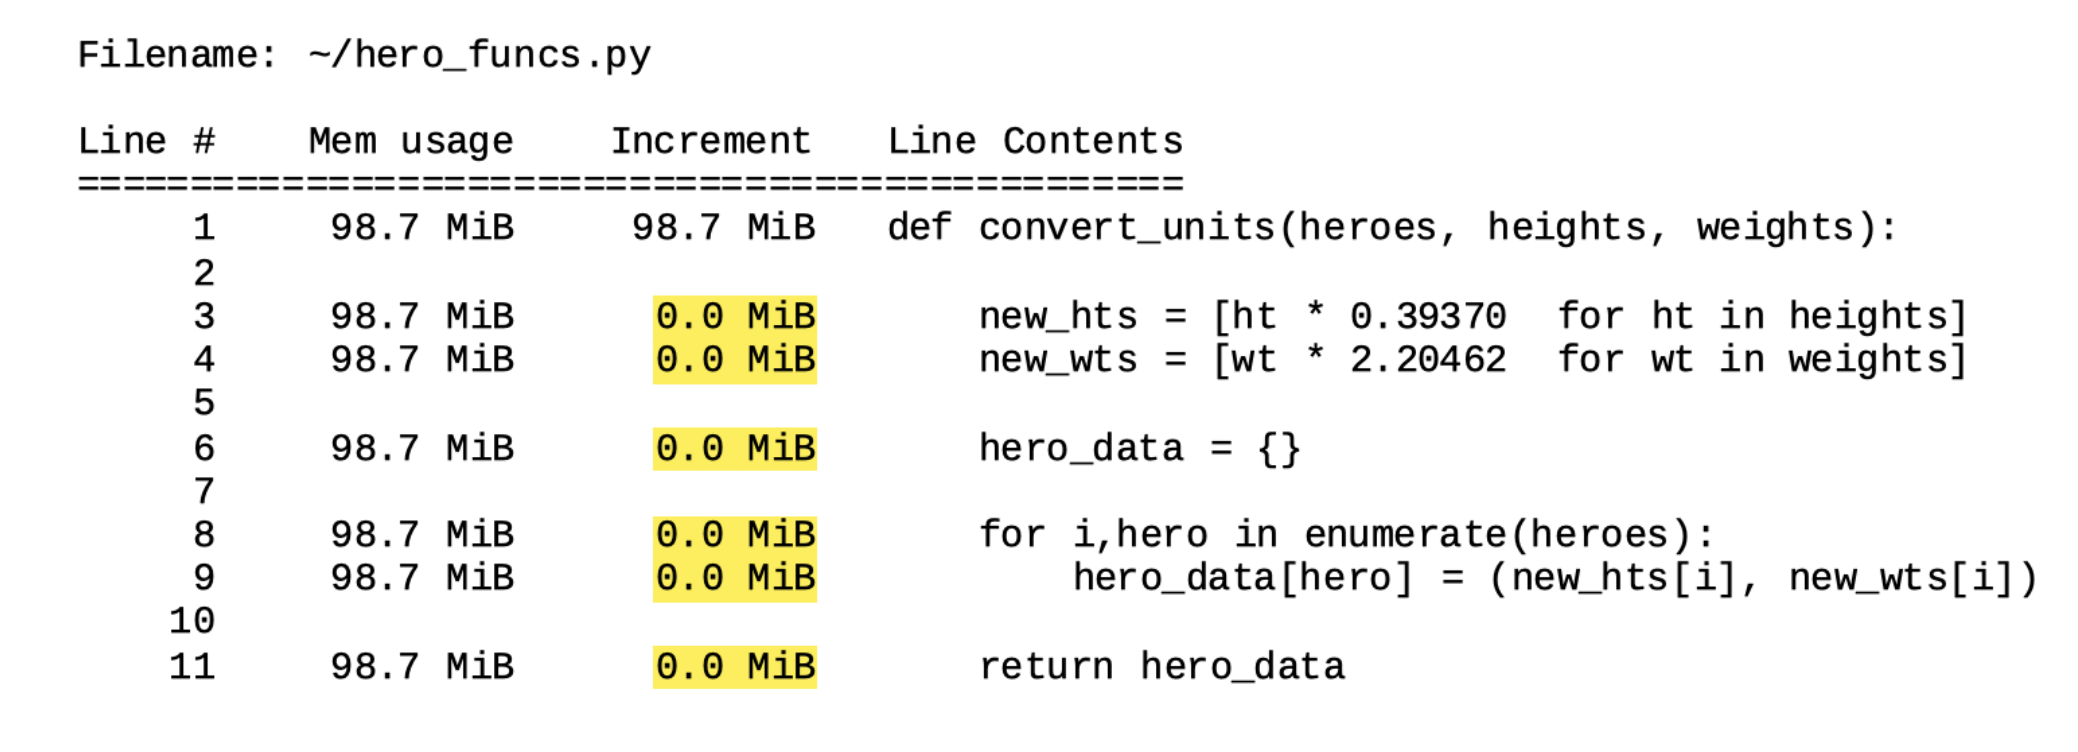 Filename: ~/hero_funcs.py
Line # Mem usage Increment Line Contents
================================================
1 98.7 MiB 98.7 MiB def convert_units(heroes, heights, weights):
2
3 98.7 MiB 0.0 MiB new_hts = [ht * 0.39370 for ht in heights]
4 98.7 MiB 0.0 MiB new_wts = [wt * 2.20462 for wt in weights]
5
6 98.7 MiB 0.0 MiB hero_data = {}
7
8 98.7 MiB 0.0 MiB for i,hero in enumerate(heroes):
9 98.7 MiB 0.0 MiB hero_data[hero] = (new_hts[i], new_wts[i])
10
11 98.7 MiB 0.0 MiB return hero_data